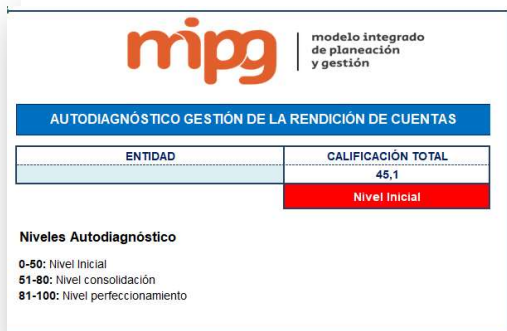 mipg
modelo integrado
de planeación
y gestión
AUTODIAGNÓSTICO GESTIÓN DE LA RENDICIÓN DE CUENTAS
ENTIDAD CALIFICACIÓN TOTAL
45,1
Nivel Inicial
Niveles Autodiagnóstico
0-50: Nivel Inicial
51-80: Nivel consolidación
81-100: Nivel perfeccionamiento